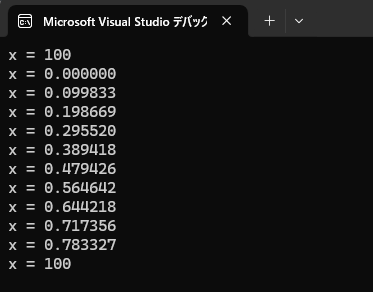 Microsoft Visual Studio デバッグ
x = 100
x = 0.000000
x = 0.099833
x = 0.198669
x = 0.295520
x = 0.389418
x = 0.479426
x = 0.564642
x = 0.644218
x = 0.717356
x = 0.783327
x = 100